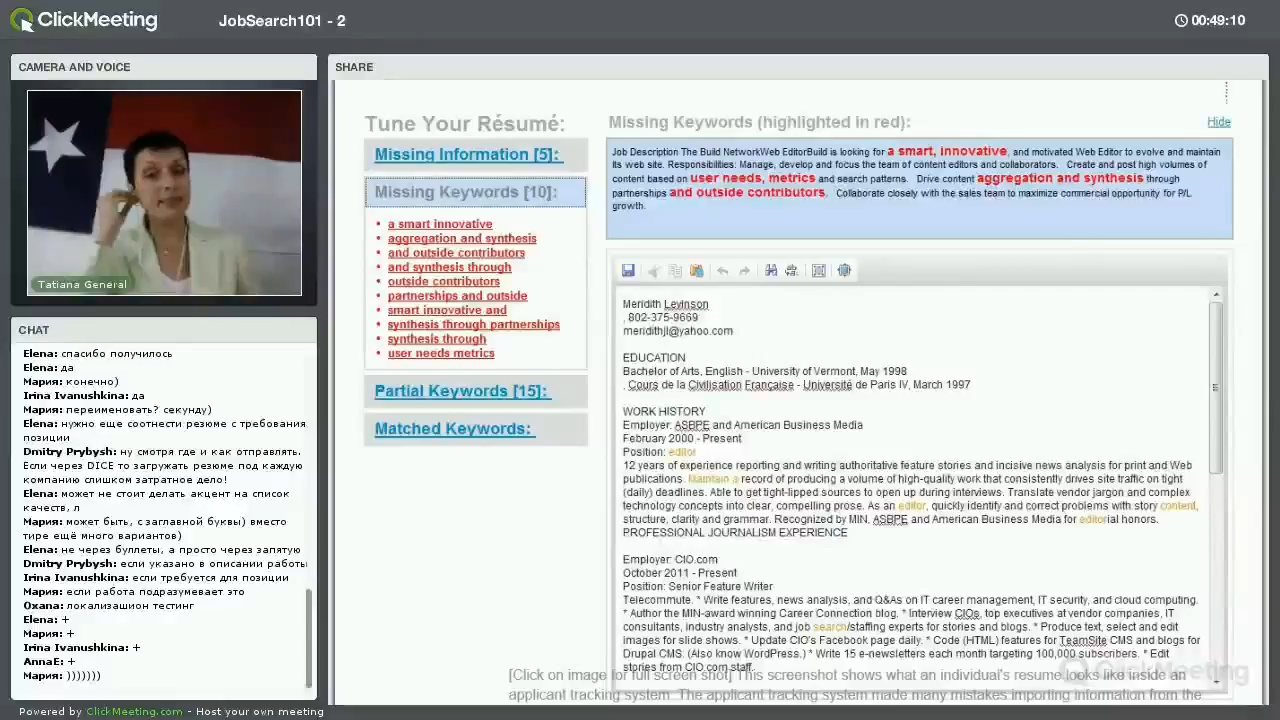 ClickMeeting
JobSearch101 - 2
00:49:10
CAMERA AND VOICE
Tatiana General
CHAT
Elena: спасибо получилось
Elena: да
Мария: конечно)
Irina Ivanushkina: да
Мария: переименовать? секунду)
Elena: нужно еще соотнести резюме с требования
позиции
Dmitry Prybysh: ну смотря где и как отправлять.
Если через DICE то загружать резюме под каждую
компанию слишком затратное дело!
Elena: может не стоит делать акцент на список
качеств, л
Мария: может быть, с заглавной буквы) вместо
тире ещё много вариантов)
Elena: не через буллеты, а просто через запятую
Dmitry Prybysh: если указано в описании работы
Irina Ivanushkina: если требуется для позиции
Мария: если работа подразумевает это
Оксана: локализашион тестинг
Elena: +
Мария: +
Irina Ivanushkina: +
AnnaE: +
Мария: )))))))
Powered by ClickMeeting.com - Host your own meeting
SHARE
Tune Your Résumé:
Missing Information [5]:
Missing Keywords [10]:
• a smart innovative
• aggregation and synthesis
• and outside contributors
• and synthesis through
• outside contributors
• partnerships and outside
• smart innovative and
• synthesis through partnerships
• synthesis through
• user needs metrics
Partial Keywords [15]:
Matched Keywords:
Missing Keywords (highlighted in red):
Hide
Job Description The Build NetworkWeb EditorBuild is looking for a smart, innovative, and motivated Web Editor to evolve and maintain
its web site. Responsibilities: Manage, develop and focus the team of content editors and collaborators. Create and post high volumes of
content based on user needs, metrics and search patterns. Drive content aggregation and synthesis through
partnerships and outside contributors. Collaborate closely with the sales team to maximize commercial opportunity for P/L
growth.
Meridith Levinson
, 802-375-9669
meridithjl@yahoo.com
EDUCATION
Bachelor of Arts, English - University of Vermont, May 1998
, Cours de la Civilisation Française - Université de Paris IV, March 1997
WORK HISTORY
Employer: ASBPE and American Business Media
February 2000 - Present
Position: editor
12 years of experience reporting and writing authoritative feature stories and incisive news analysis for print and Web
publications. Maintain a record of producing a volume of high-quality work that consistently drives site traffic on tight
(daily) deadlines. Able to get tight-lipped sources to open up during interviews. Translate vendor jargon and complex
technology concepts into clear, compelling prose. As an editor, quickly identify and correct problems with story content,
structure, clarity and grammar. Recognized by MIN, ASBPE and American Business Media for editorial honors.
PROFESSIONAL JOURNALISM EXPERIENCE
Employer: CIO.com
October 2011 - Present
Position: Senior Feature Writer
Telecommute. * Write features, news analysis, and Q&As on IT career management, IT security, and cloud computing.
* Author the MIN-award winning Career Connection blog. * Interview CIOs, top executives at vendor companies, IT
consultants, industry analysts, and job search/staffing experts for stories and blogs. * Produce text, select and edit
images for slide shows. * Update CIO's Facebook page daily. * Code (HTML) features for TeamSite CMS and blogs for
Drupal CMS. (Also know WordPress.) * Write 15 e-newsletters each month targeting 100,000 subscribers. * Edit
stories from CIO.com staff.
[Click on image for full screen shot] This screenshot shows what an individual's resume looks like inside an
applicant tracking system. The applicant tracking system made many mistakes importing information from the
ClickMeeting